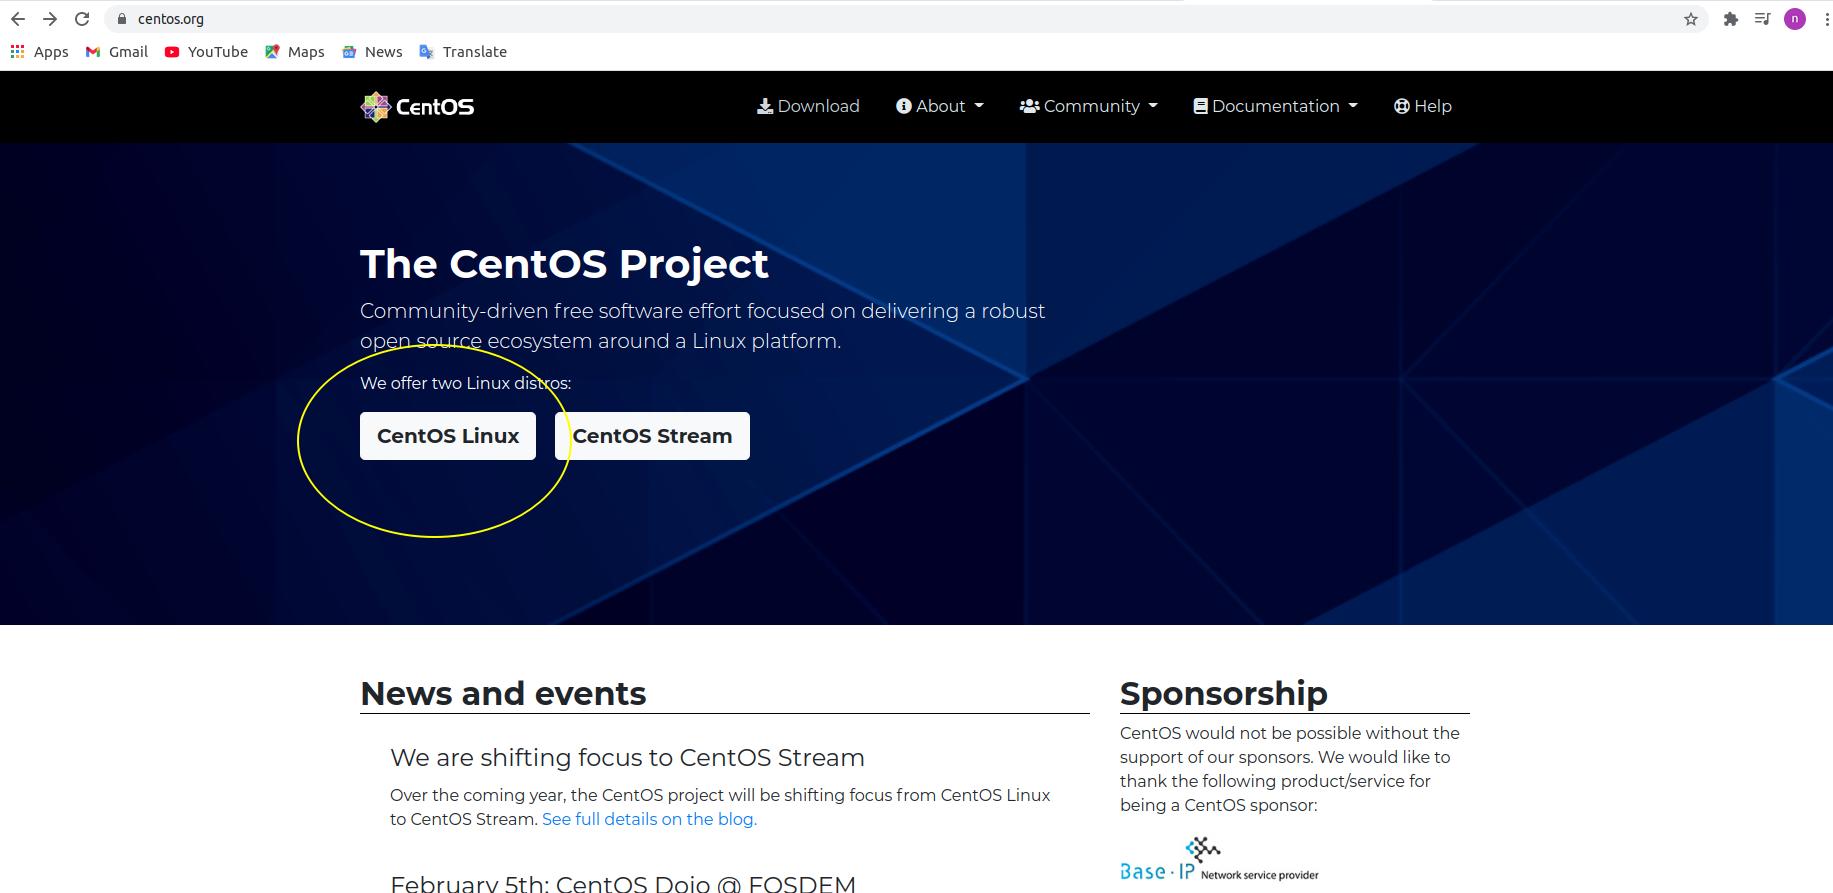 centos.org
n
Apps Gmail YouTube Maps News Translate
CentOS Download About Community Documentation Help
The CentOS Project
Community-driven free software effort focused on delivering a robust
open source ecosystem around a Linux platform.
We offer two Linux distros:
CentOS Linux CentOS Stream
News and events
We are shifting focus to CentOS Stream
Over the coming year, the CentOS project will be shifting focus from CentOS Linux
to CentOS Stream. See full details on the blog.
February 5th: CentOS Dojo @ FOSDEM
Sponsorship
CentOS would not be possible without the
support of our sponsors. We would like to
thank the following product/service for
being a CentOS sponsor:
Base·IP Network service provider